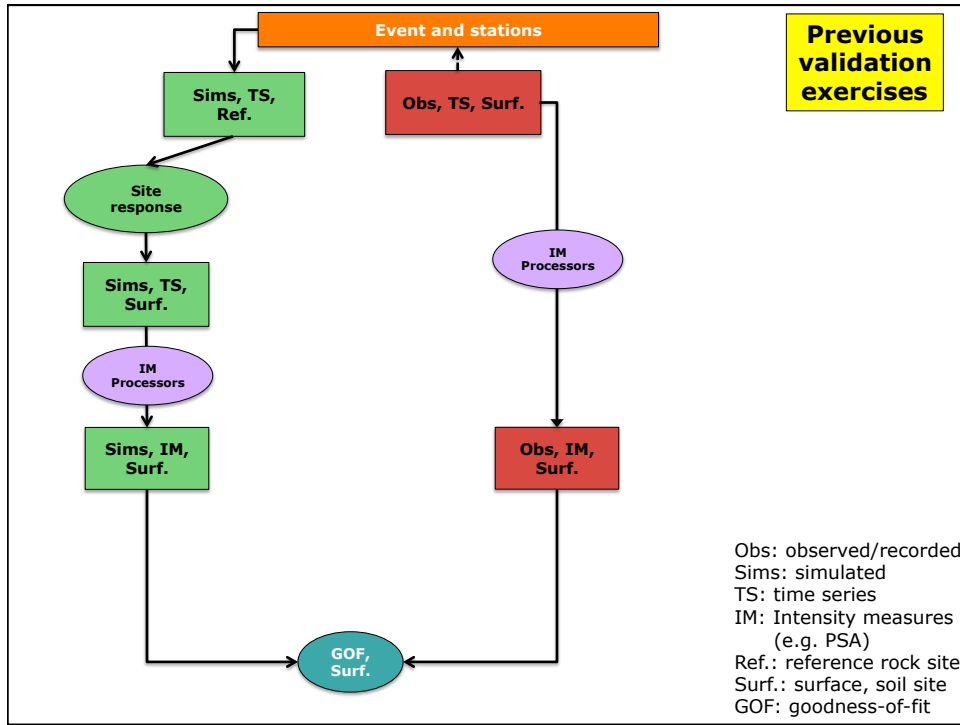 Event and stations
Previous
validation
exercises
Sims, TS,
Ref.
Obs, TS, Surf.
Site
response
IM
Processors
Sims, TS,
Surf.
IM
Processors
Sims, IM,
Surf.
Obs, IM,
Surf.
GOF,
Surf.
Obs: observed/recorded
Sims: simulated
TS: time series
IM: Intensity measures
(e.g. PSA)
Ref.: reference rock site
Surf.: surface, soil site
GOF: goodness-of-fit